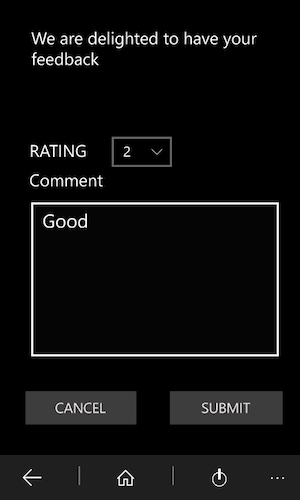 We are delighted to have your
feedback
RATING 2
Comment
Good
CANCEL SUBMIT